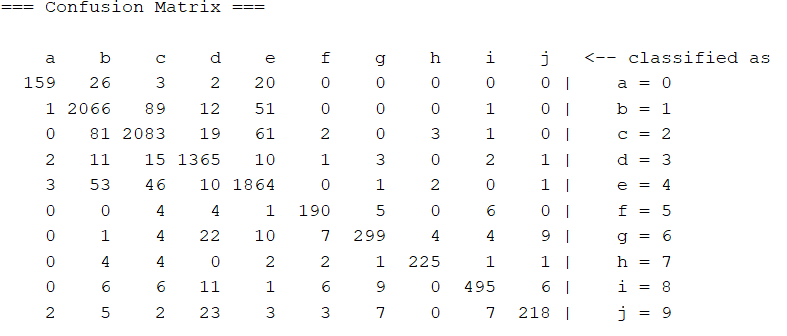 === Confusion Matrix ===
a b c d e f g h i j <-- classified as
159 26 3 2 20 0 0 0 0 0 | a = 0
1 2066 89 12 51 0 0 0 1 0 | b = 1
0 81 2083 19 61 2 0 3 1 0 | c = 2
2 11 15 1365 10 1 3 0 2 1 | d = 3
3 53 46 10 1864 0 1 2 0 1 | e = 4
0 0 4 4 1 190 5 0 6 0 | f = 5
0 1 4 22 10 7 299 4 4 9 | g = 6
0 4 4 0 2 2 1 225 1 1 | h = 7
0 6 6 11 1 6 9 0 495 6 | i = 8
2 5 2 23 3 3 7 0 7 218 | j = 9